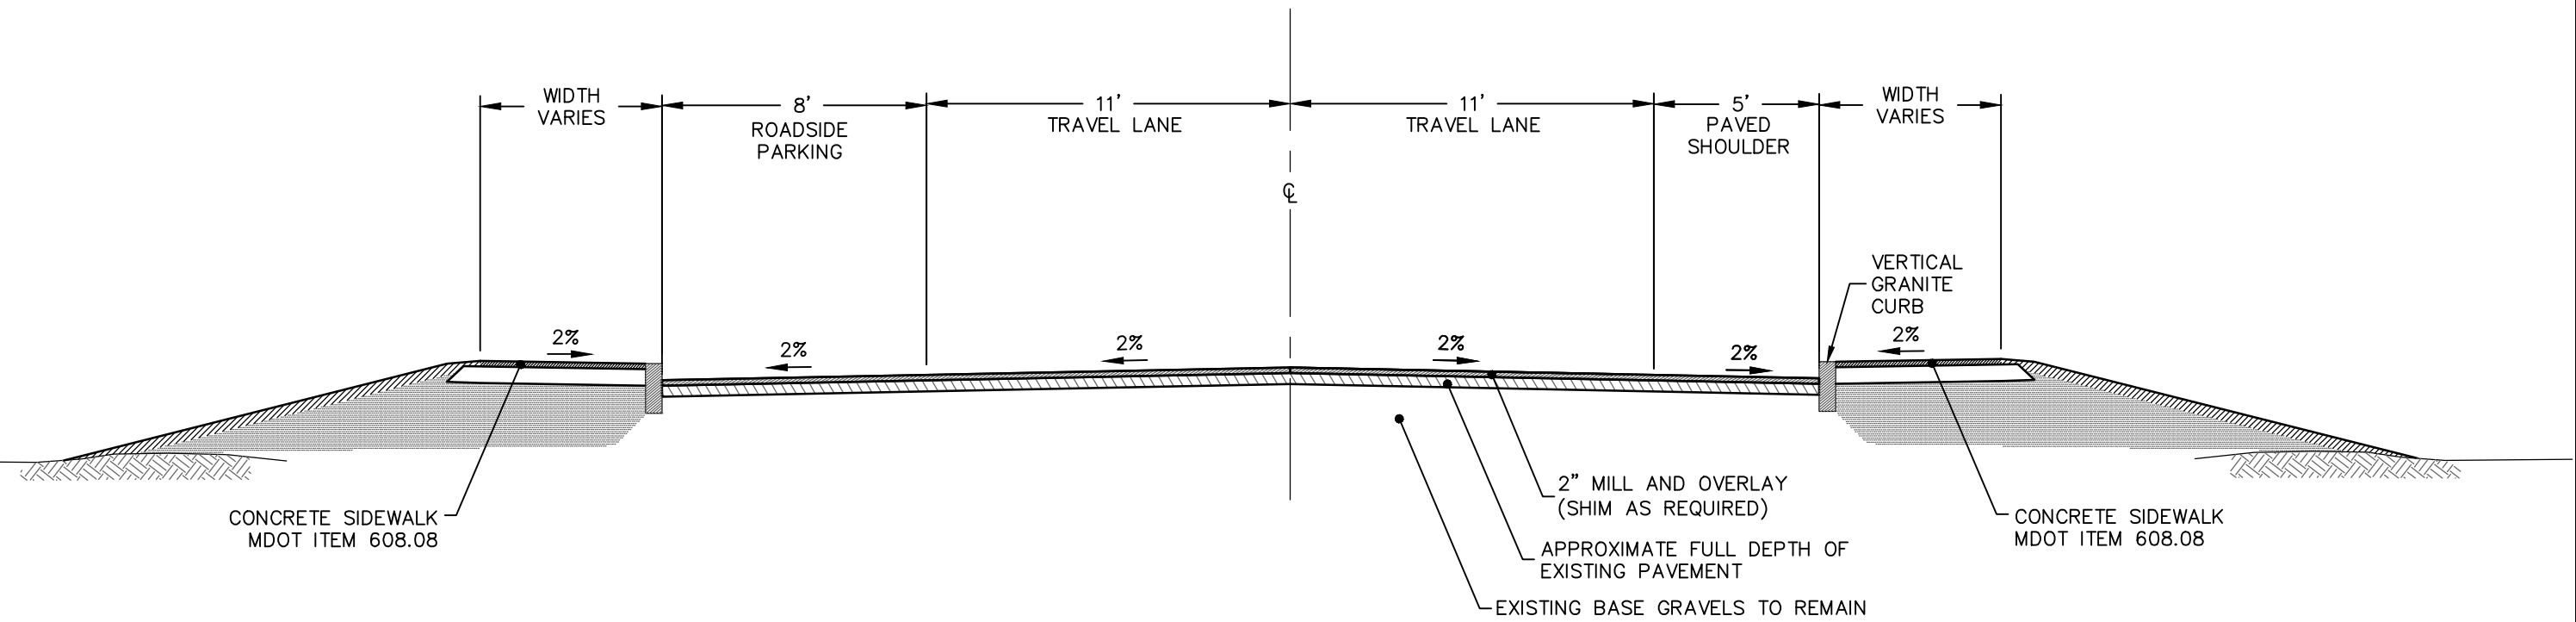 WIDTH
VARIES
8'
ROADSIDE
PARKING
11'
TRAVEL LANE
11'
TRAVEL LANE
5'
PAVED
SHOULDER
WIDTH
VARIES
℄
VERTICAL
GRANITE
CURB
2%
2%
2%
2%
2%
2%
CONCRETE SIDEWALK
MDOT ITEM 608.08
2" MILL AND OVERLAY
(SHIM AS REQUIRED)
APPROXIMATE FULL DEPTH OF
EXISTING PAVEMENT
EXISTING BASE GRAVELS TO REMAIN
CONCRETE SIDEWALK
MDOT ITEM 608.08